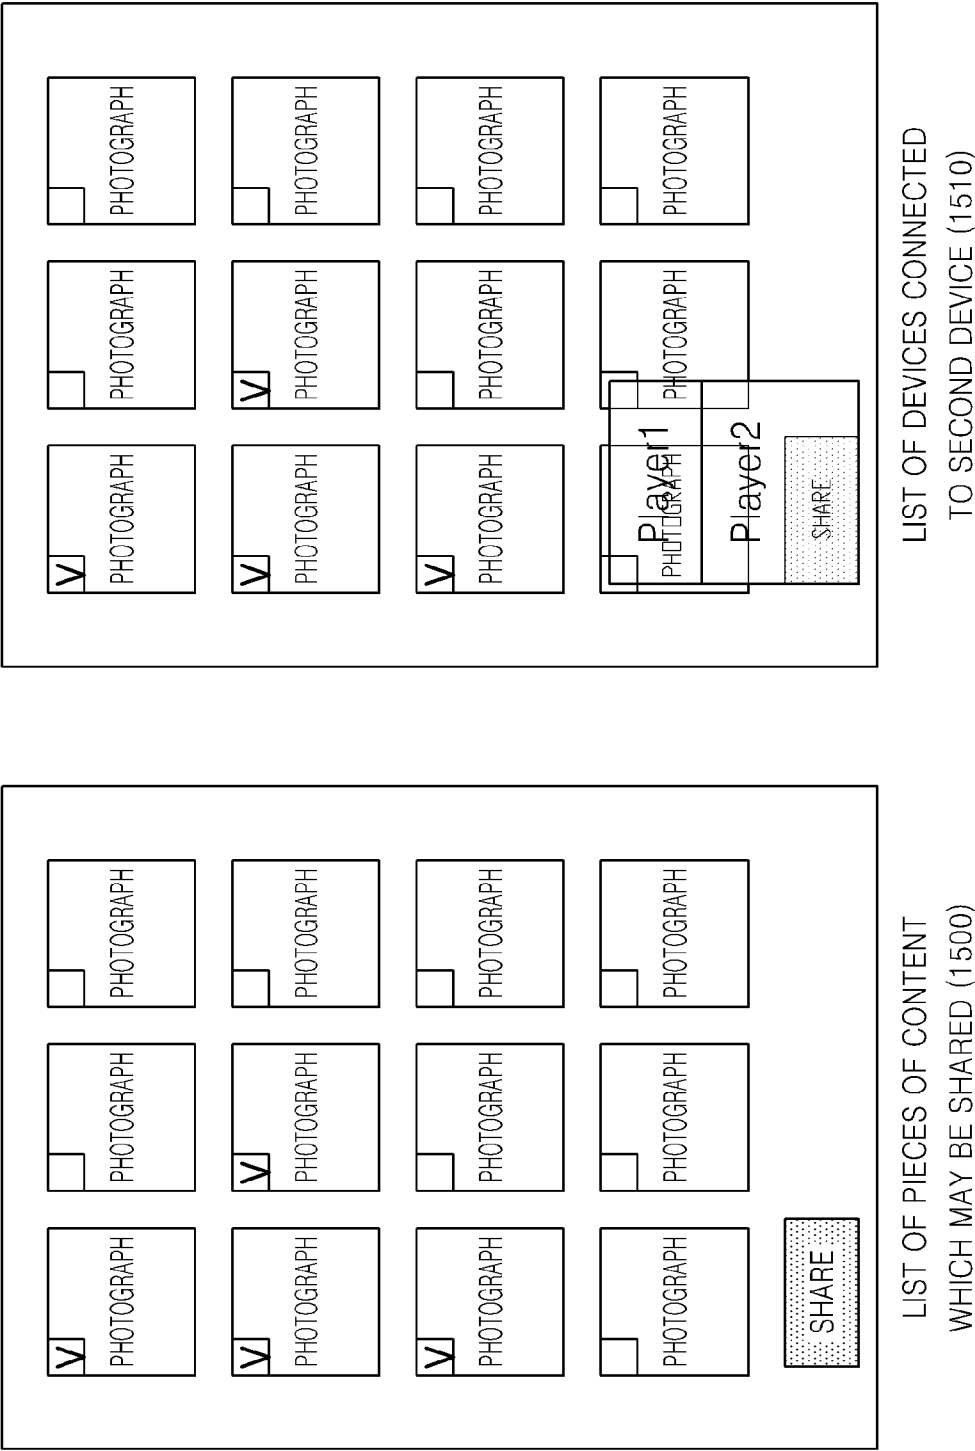 V
PHOTOGRAPH
PHOTOGRAPH
PHOTOGRAPH
V
V
PHOTOGRAPH
PHOTOGRAPH
PHOTOGRAPH
V
PHOTOGRAPH
PHOTOGRAPH
PHOTOGRAPH
PHOTOGRAPH
PHOTOGRAPH
PHOTOGRAPH
SHARE
LIST OF PIECES OF CONTENT
WHICH MAY BE SHARED (1500)
V
PHOTOGRAPH
PHOTOGRAPH
PHOTOGRAPH
V
V
PHOTOGRAPH
PHOTOGRAPH
PHOTOGRAPH
V
PHOTOGRAPH
PHOTOGRAPH
PHOTOGRAPH
Player1
PHOTOGRAPH
PHOTOGRAPH
PHOTOGRAPH
Player2
SHARE
LIST OF DEVICES CONNECTED
TO SECOND DEVICE (1510)